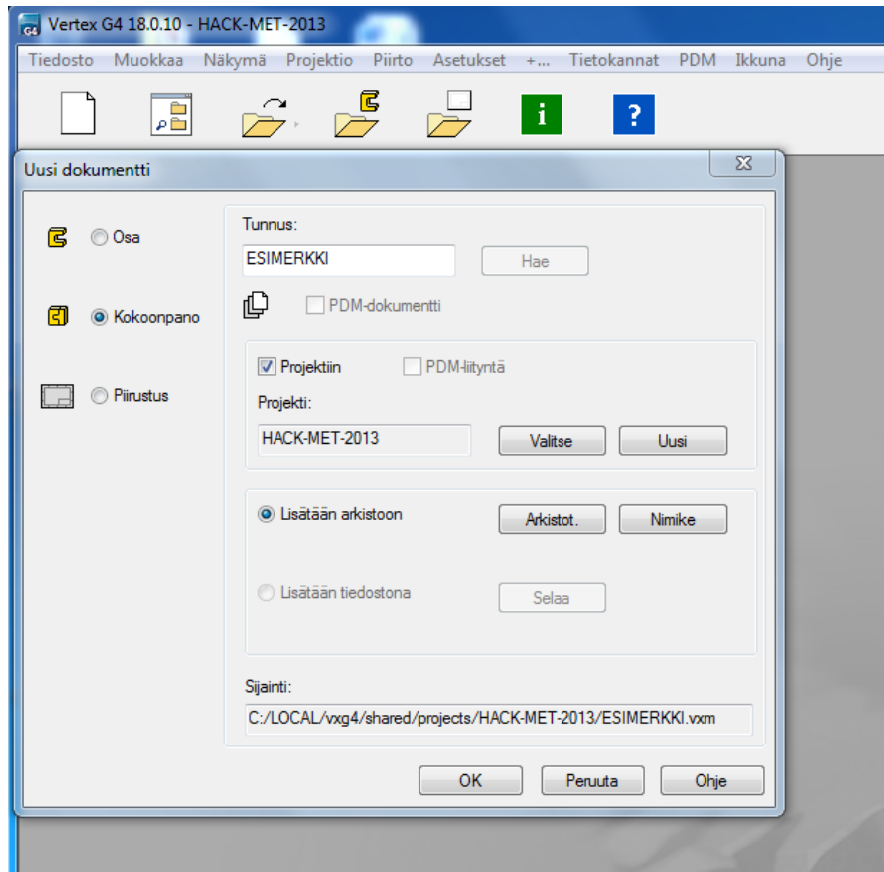 Vertex G4 18.0.10 - HACK-MET-2013
Tiedosto Muokkaa Näkymä Projektio Piirto Asetukset +... Tietokannat PDM Ikkuna Ohje
Uusi dokumentti
Osa
Kokoonpano
Piirustus
Tunnus:
ESIMERKKI
Hae
PDM-dokumentti
Projektiin PDM-liityntä
Projekti:
HACK-MET-2013 Valitse Uusi
Lisätään arkistoon Arkistot. Nimike
Lisätään tiedostona Selaa
Sijainti:
C:/LOCAL/vxg4/shared/projects/HACK-MET-2013/ESIMERKKI.vxm
OK Peruuta Ohje